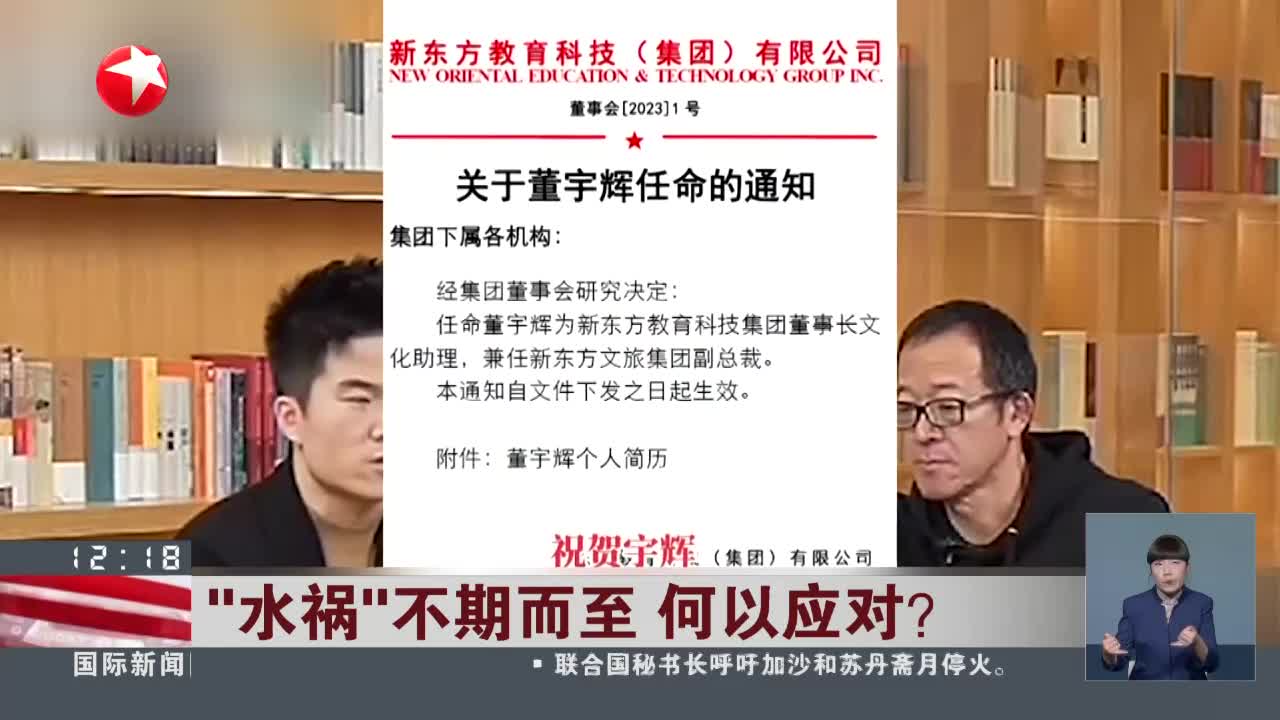 新东方教育科技（集团）有限公司
NEW ORIENTAL EDUCATION & TECHNOLOGY GROUP INC.
董事会[2023]1 号
关于董宇辉任命的通知
集团下属各机构：
经集团董事会研究决定：
任命董宇辉为新东方教育科技集团董事长文
化助理，兼任新东方文旅集团副总裁。
本通知自文件下发之日起生效。
附件：董宇辉个人简历
祝贺宇辉
（集团）有限公司
12:18
"水祸"不期而至 何以应对?
国际新闻
▪ 联合国秘书长呼吁加沙和苏丹斋月停火。